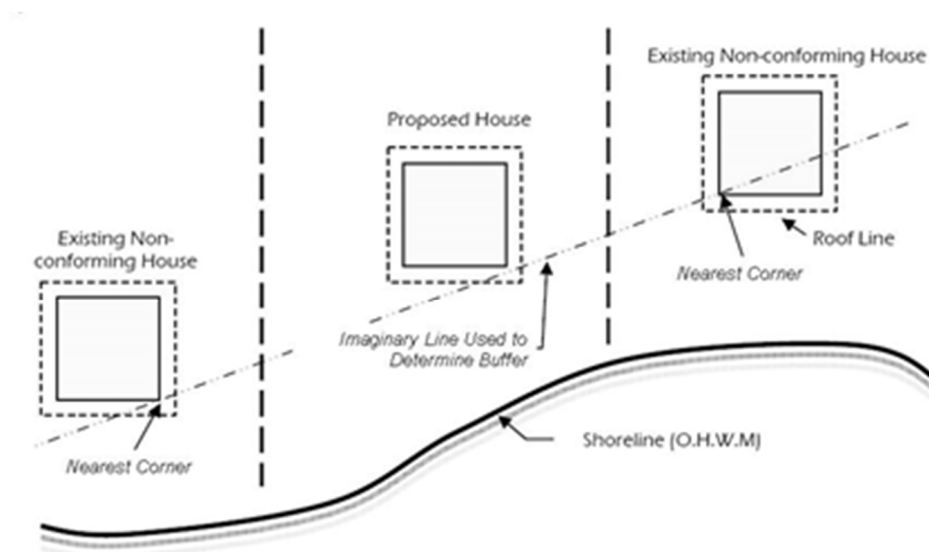 Existing Non-conforming House
Proposed House
Existing Non-
conforming House
Roof Line
Nearest Corner
Imaginary Line Used to
Determine Buffer
Shoreline (O.H.W.M)
Nearest Corner